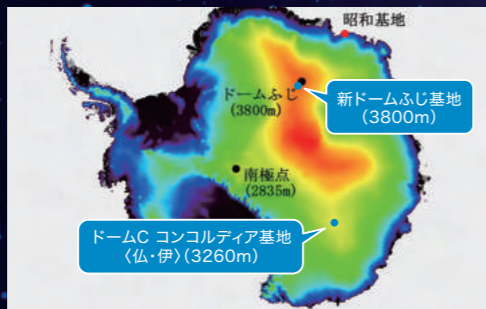 昭和基地
ドームふじ
(3800m)
新ドームふじ基地
(3800m)
南極点
(2835m)
ドームC コンコルディア基地
〈仏・伊〉(3260m)